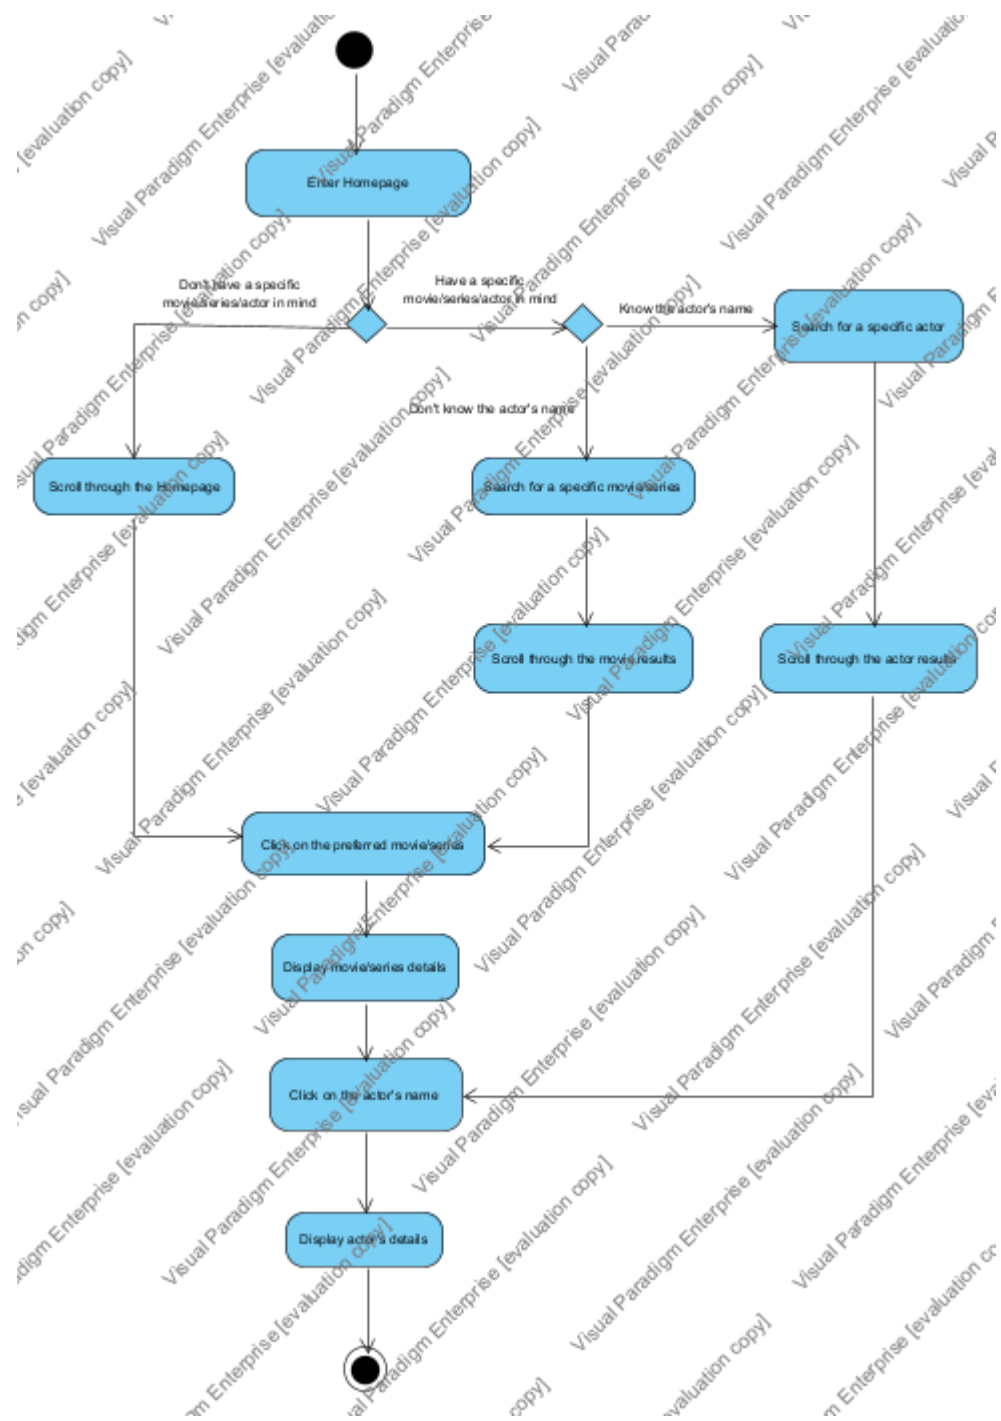 Enter Homepage
Don't have a specific
movie/series/actor in mind
Have a specific
movie/series/actor in mind
Know the actor's name
Search for a specific actor
Don't know the actor's name
Scroll through the Homepage
Search for a specific movie/series
Scroll through the movie results
Scroll through the actor results
Click on the preferred movie/series
Display movie/series details
Click on the actor's name
Display actor's details
Visual Paradigm Enterprise [evaluation copy]